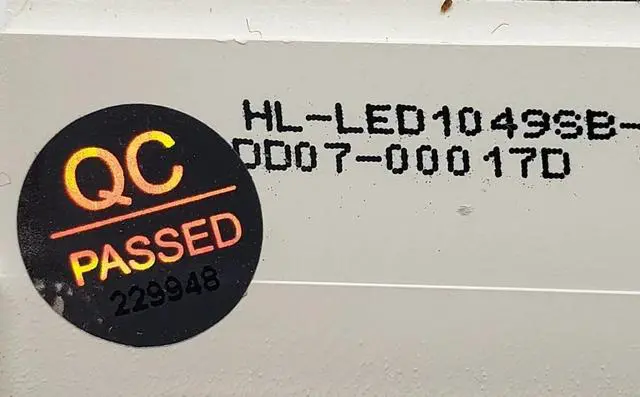 QC
PASSED
229948
HL-LED1049SB-
DD07-00017D